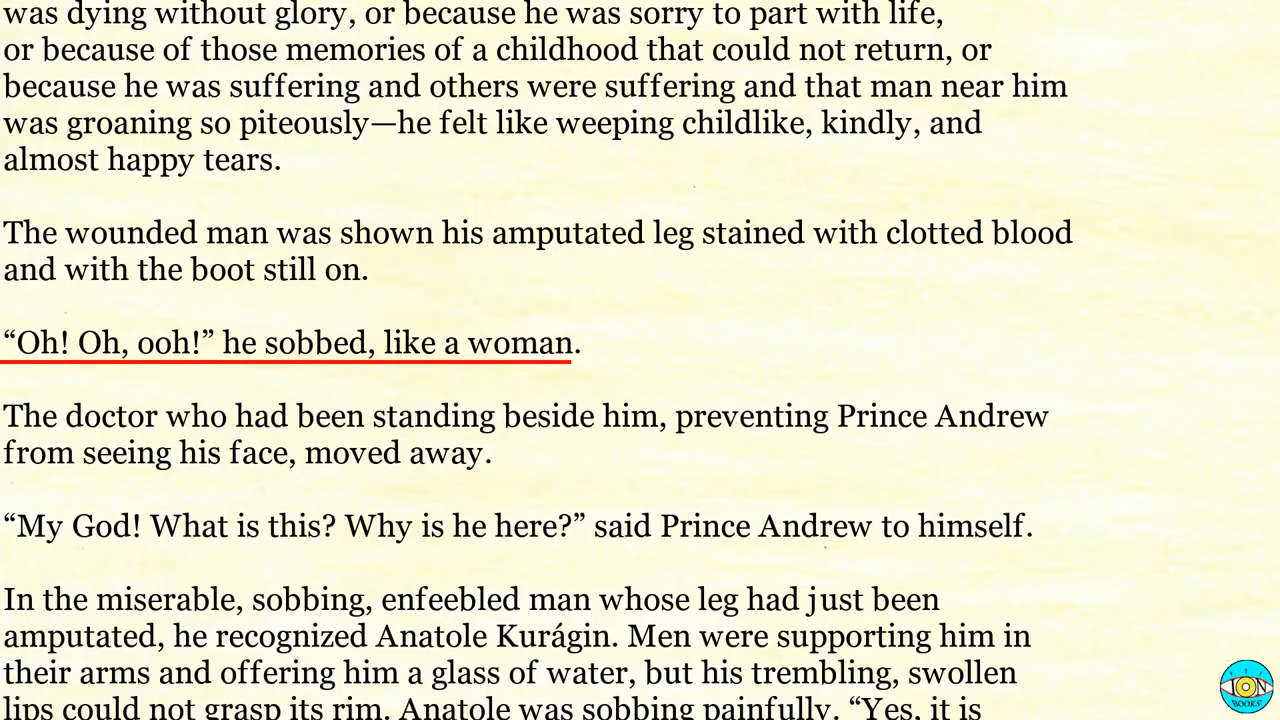 was dying without glory, or because he was sorry to part with life,
or because of those memories of a childhood that could not return, or
because he was suffering and others were suffering and that man near him
was groaning so piteously—he felt like weeping childlike, kindly, and
almost happy tears.
The wounded man was shown his amputated leg stained with clotted blood
and with the boot still on.
“Oh! Oh, ooh!” he sobbed, like a woman.
The doctor who had been standing beside him, preventing Prince Andrew
from seeing his face, moved away.
“My God! What is this? Why is he here?” said Prince Andrew to himself.
In the miserable, sobbing, enfeebled man whose leg had just been
amputated, he recognized Anatole Kurágin. Men were supporting him in
their arms and offering him a glass of water, but his trembling, swollen
lips could not grasp its rim. Anatole was sobbing painfully. “Yes, it is
ION
BOOKS